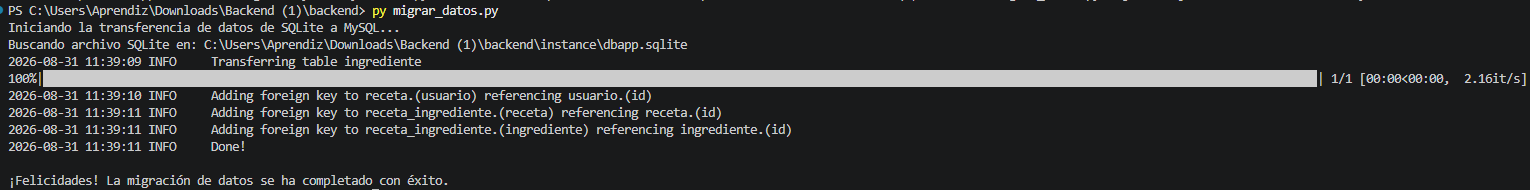 PS C:\Users\Aprendiz\Downloads\Backend (1)\backend> py migrar_datos.py
Iniciando la transferencia de datos de SQLite a MySQL...
Buscando archivo SQLite en: C:\Users\Aprendiz\Downloads\Backend (1)\backend\instance\dbapp.sqlite
2026-08-31 11:39:09 INFO     Transferring table ingrediente
100%|| 1/1 [00:00<00:00,  2.16it/s]
2026-08-31 11:39:10 INFO     Adding foreign key to receta.(usuario) referencing usuario.(id)
2026-08-31 11:39:11 INFO     Adding foreign key to receta_ingrediente.(receta) referencing receta.(id)
2026-08-31 11:39:11 INFO     Adding foreign key to receta_ingrediente.(ingrediente) referencing ingrediente.(id)
2026-08-31 11:39:11 INFO     Done!
¡Felicidades! La migración de datos se ha completado con éxito.